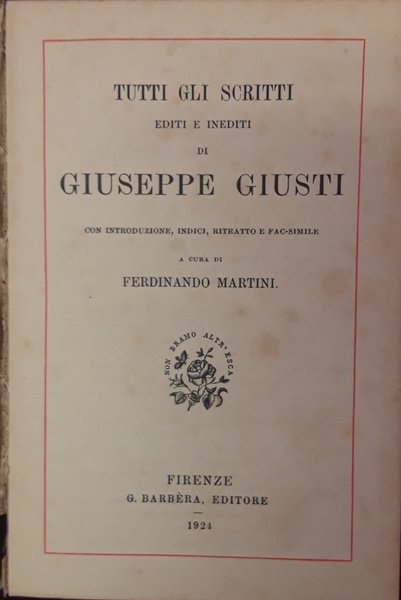 TUTTI GLI SCRITTI
EDITI E INEDITI
DI
GIUSEPPE GIUSTI
CON INTRODUZIONE, INDICI, RITRATTO E FAC-SIMILE
A CURA DI
FERDINANDO MARTINI.
NON BRAMO ALTR' ESCA
FIRENZE
G. BARBÈRA, EDITORE
—
1924